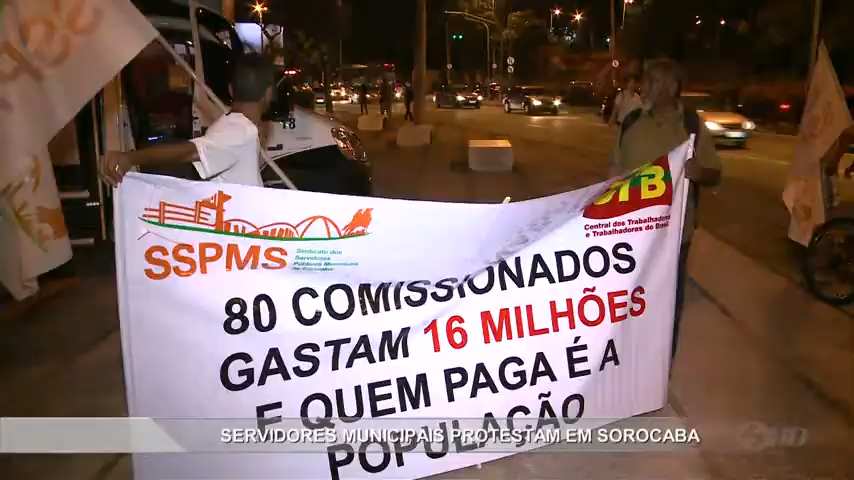 SSPMS
Sindicato dos
Servidores
Públicos Municipais
de Sorocaba
CTB
Central dos Trabalhadores
e Trabalhadoras do Brasil
80 COMISSIONADOS
GASTAM 16 MILHÕES
E QUEM PAGA É A
POPULAÇÃO
SERVIDORES MUNICIPAIS PROTESTAM EM SOROCABA